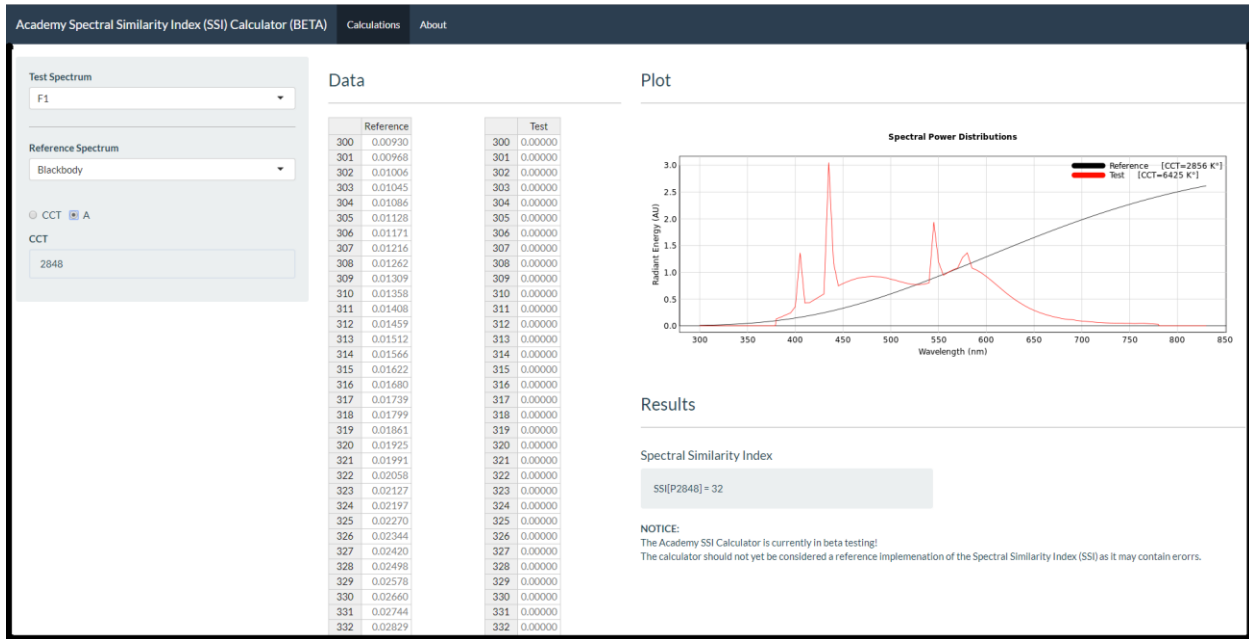 Academy Spectral Similarity Index (SSI) Calculator (BETA) Calculations About
Test Spectrum
F1
Reference Spectrum
Blackbody
CCT A
CCT
2848
Data
Reference Test
300 0.00930 300 0.00000
301 0.00968 301 0.00000
302 0.01006 302 0.00000
303 0.01045 303 0.00000
304 0.01086 304 0.00000
305 0.01128 305 0.00000
306 0.01171 306 0.00000
307 0.01216 307 0.00000
308 0.01262 308 0.00000
309 0.01309 309 0.00000
310 0.01358 310 0.00000
311 0.01408 311 0.00000
312 0.01459 312 0.00000
313 0.01512 313 0.00000
314 0.01566 314 0.00000
315 0.01622 315 0.00000
316 0.01680 316 0.00000
317 0.01739 317 0.00000
318 0.01799 318 0.00000
319 0.01861 319 0.00000
320 0.01925 320 0.00000
321 0.01991 321 0.00000
322 0.02058 322 0.00000
323 0.02127 323 0.00000
324 0.02197 324 0.00000
325 0.02270 325 0.00000
326 0.02344 326 0.00000
327 0.02420 327 0.00000
328 0.02498 328 0.00000
329 0.02578 329 0.00000
330 0.02660 330 0.00000
331 0.02744 331 0.00000
332 0.02829 332 0.00000
Plot
Spectral Power Distributions
Reference [CCT=2856 K°]
Test [CCT=6425 K°]
Radiant Energy (AU)
3.0
2.5
2.0
1.5
1.0
0.5
0.0
300 350 400 450 500 550 600 650 700 750 800 850
Wavelength (nm)
Results
Spectral Similarity Index
SSI[P2848] = 32
NOTICE:
The Academy SSI Calculator is currently in beta testing!
The calculator should not yet be considered a reference implemenation of the Spectral Similarity Index (SSI) as it may contain erorrs.